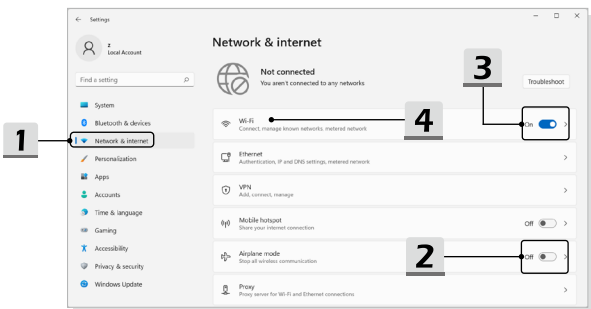 Settings
z
Local Account
Find a setting
System
Bluetooth & devices
Network & internet
Personalization
Apps
Accounts
Time & language
Gaming
Accessibility
Privacy & security
Windows Update
Network & internet
Not connected
You aren't connected to any networks
Troubleshoot
Wi-Fi
Connect, manage known networks, metered network
On
Ethernet
Authentication, IP and DNS settings, metered network
VPN
Add, connect, manage
Mobile hotspot
Share your internet connection
Off
Airplane mode
Stop all wireless communication
Off
Proxy
Proxy server for Wi-Fi and Ethernet connections
1
2
3
4